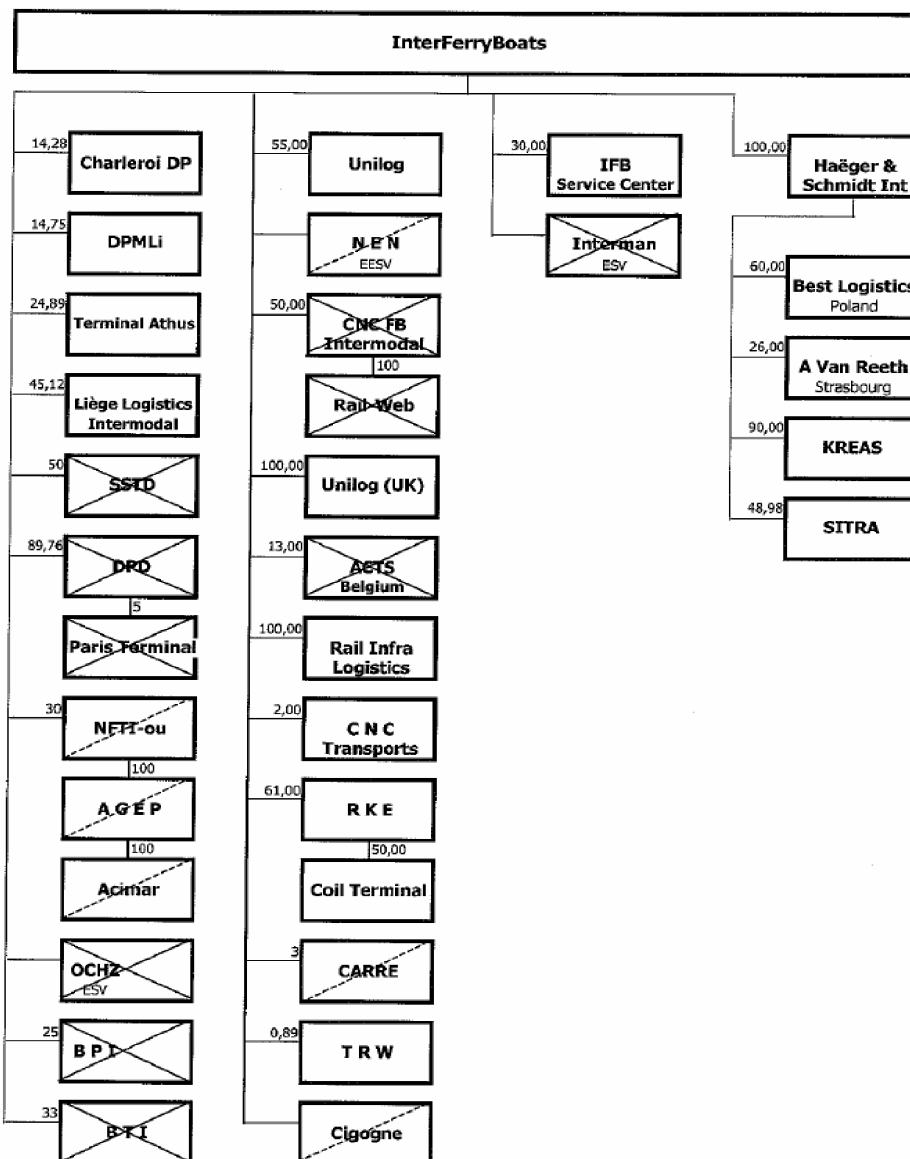 InterFerryBoats
14,28
Charleroi DP
14,75
DPMLi
24,89
Terminal Athus
45,12
Liège Logistics
Intermodal
50
SSTD
89,76
DPD
5
Paris Terminal
30
NFTI-ou
100
A G E P
100
Acimar
OCHZ
ESV
25
B P I
33
B T I
55,00
Unilog
N E N
EESV
50,00
CNC FB
Intermodal
100
Rail-Web
100,00
Unilog (UK)
13,00
ACTS
Belgium
100,00
Rail Infra
Logistics
2,00
C N C
Transports
61,00
R K E
50,00
Coil Terminal
3
CARRE
0,89
T R W
Cigogne
30,00
IFB
Service Center
Interman
ESV
100,00
Haëger &
Schmidt Int
60,00
Best Logistics
Poland
26,00
A Van Reeth
Strasbourg
90,00
KREAS
48,98
SITRA